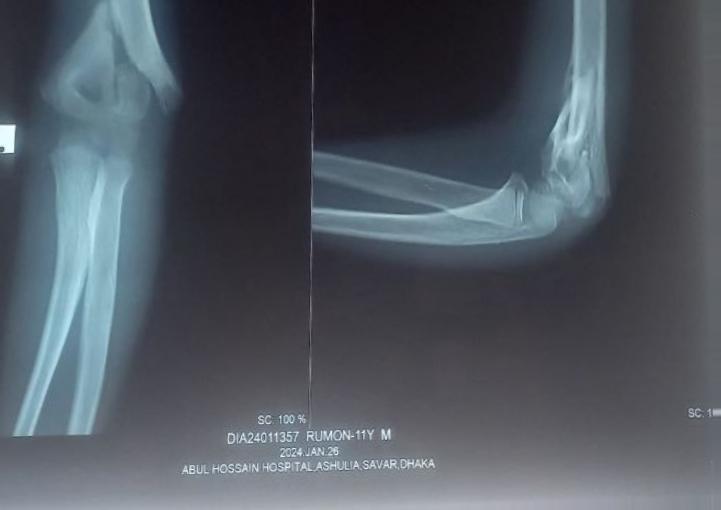 SC: 100 %
DIA24011357 RUMON-11Y M
2024.JAN.26
ABUL HOSSAIN HOSPITAL,ASHULIA,SAVAR,DHAKA
SC: 1